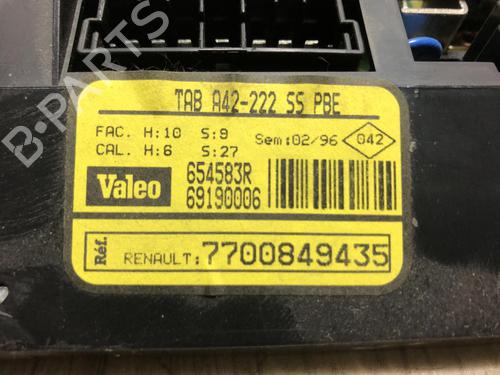 TAB A42-222 SS PBE
FAC. H:10 S:9 Sem:02/96 042
CAL. H:6 S:27
Valeo 654583R
69190006
Réf. RENAULT: 7700849435
B-PARTS